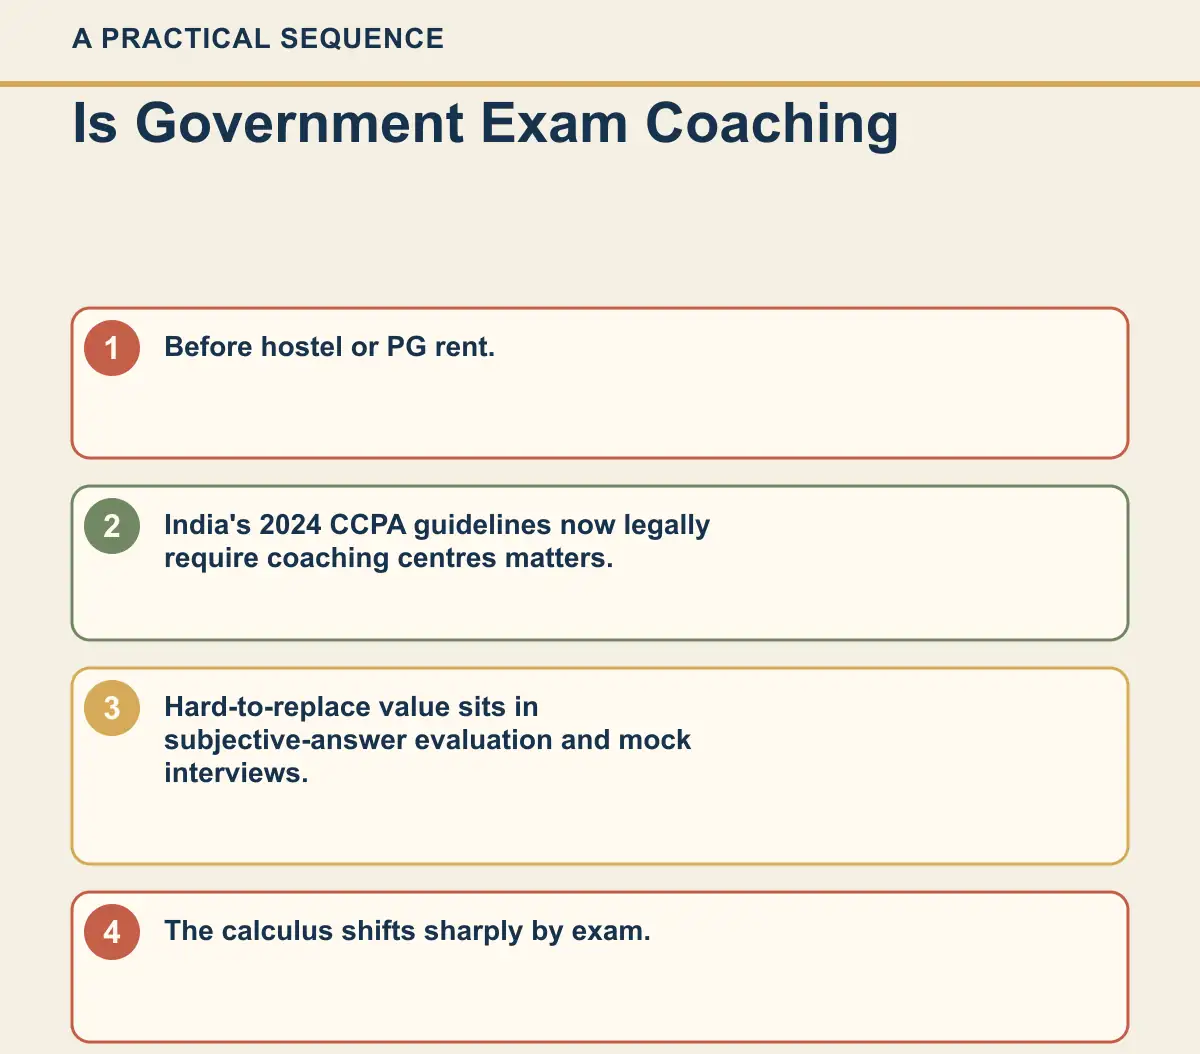 A PRACTICAL SEQUENCE
Is Government Exam Coaching
1
Before hostel or PG rent.
2
India's 2024 CCPA guidelines now legally
require coaching centres matters.
3
Hard-to-replace value sits in
subjective-answer evaluation and mock
interviews.
4
The calculus shifts sharply by exam.